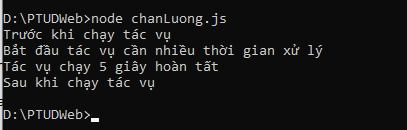 D:\PTUDWeb>node chanLuong.js
Trước khi chạy tác vụ
Bắt đầu tác vụ cần nhiều thời gian xử lý
Tác vụ chạy 5 giây hoàn tất
Sau khi chạy tác vụ
D:\PTUDWeb>